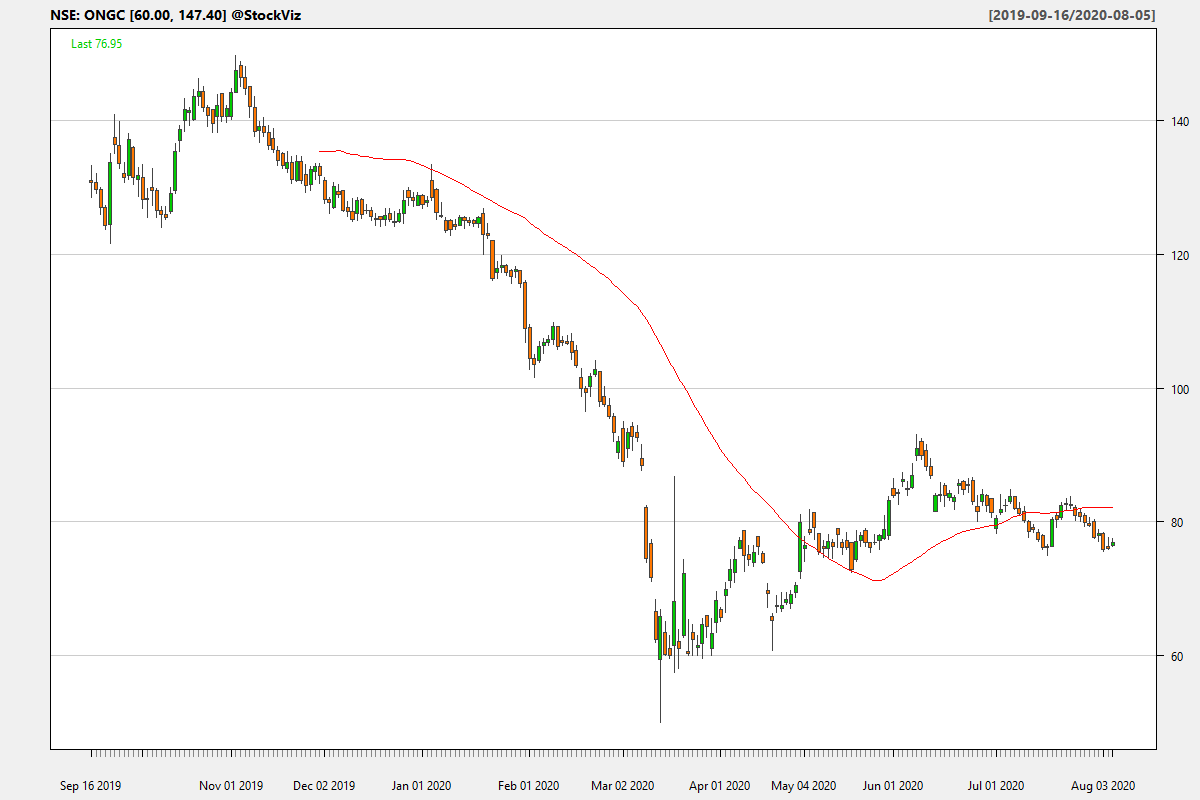 NSE: ONGC [60.00, 147.40] @StockViz [2019-09-16/2020-08-05]
Last 76.95
140
120
100
80
60
Sep 16 2019 Nov 01 2019 Dec 02 2019 Jan 01 2020 Feb 01 2020 Mar 02 2020 Apr 01 2020 May 04 2020 Jun 01 2020 Jul 01 2020 Aug 03 2020